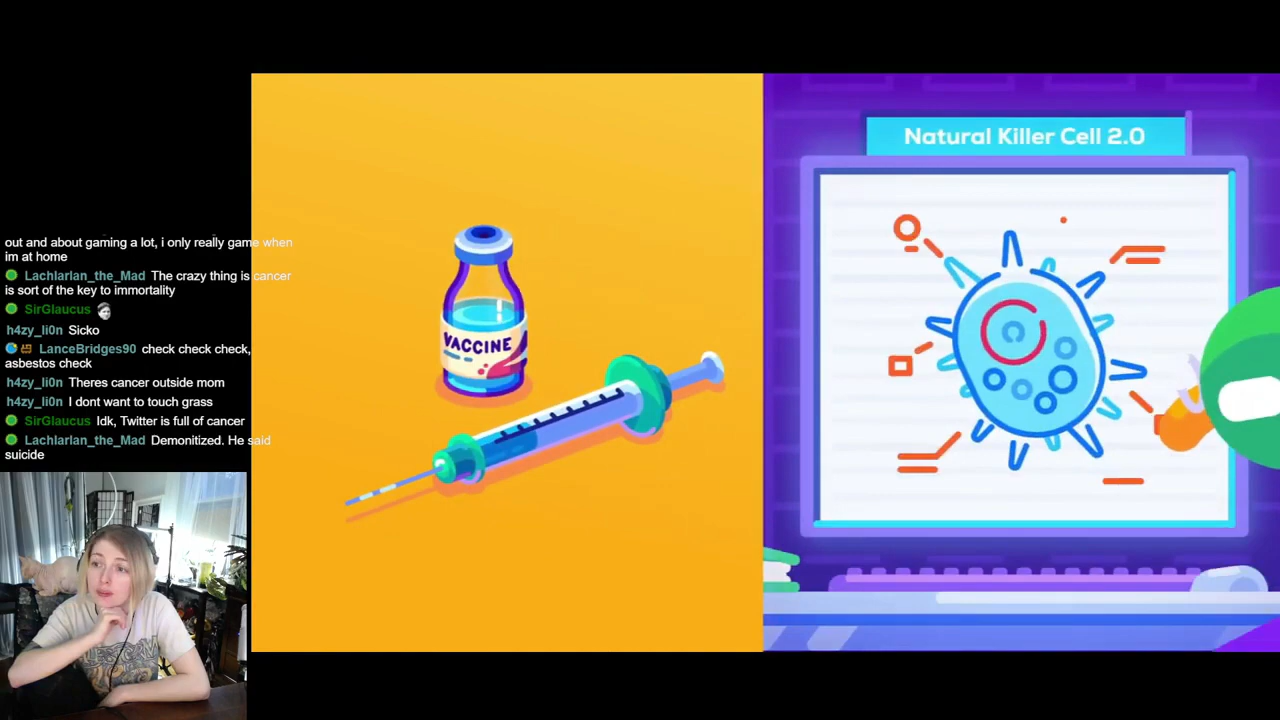 out and about gaming a lot, i only really game when
im at home
Lachlarlan_the_Mad The crazy thing is cancer
is sort of the key to immortality
SirGlaucus
h4zy_li0n Sicko
LanceBridges90 check check check,
asbestos check
h4zy_li0n Theres cancer outside mom
h4zy_li0n I dont want to touch grass
SirGlaucus Idk, Twitter is full of cancer
Lachlarlan_the_Mad Demonitized. He said
suicide
VACCINE
Natural Killer Cell 2.0